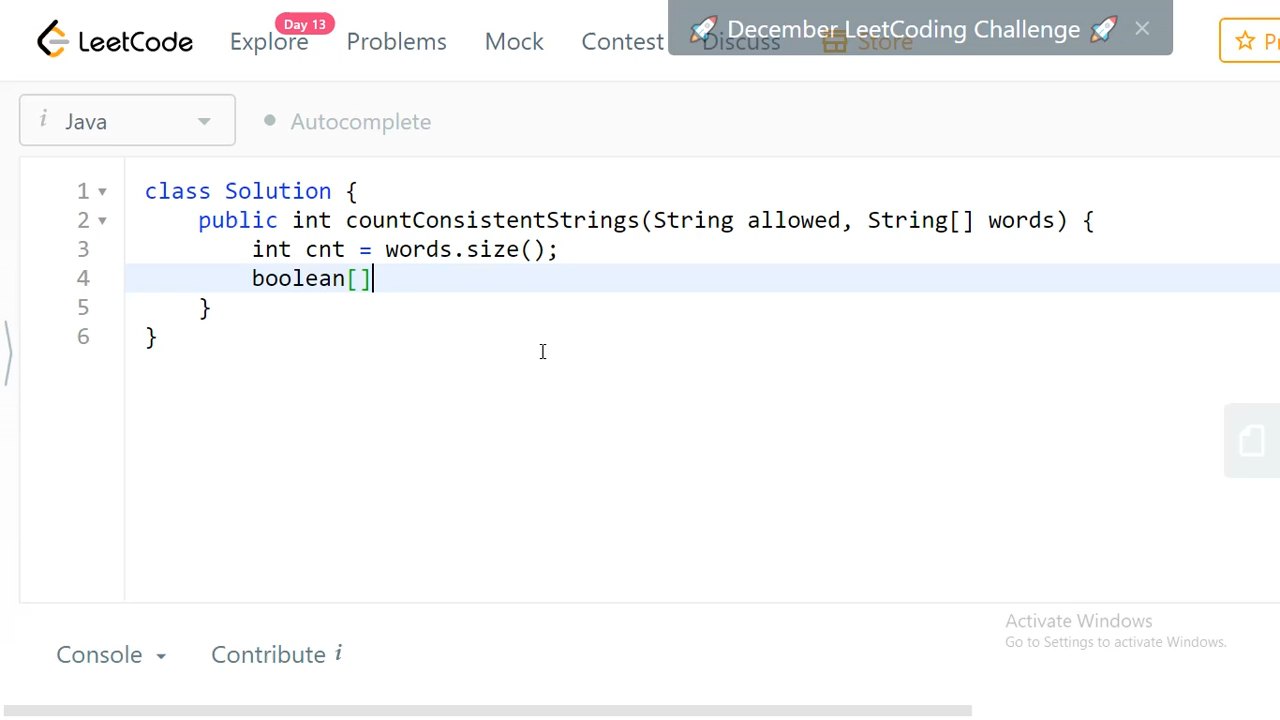 LeetCode
Explore
Day 13
Problems
Mock
Contest
Discuss
Store
🚀 December LeetCoding Challenge 🚀 ×
☆ Pr
i Java
Autocomplete
1 class Solution {
2 public int countConsistentStrings(String allowed, String[] words) {
3 int cnt = words.size();
4 boolean[]
5 }
6 }
Activate Windows
Go to Settings to activate Windows.
Console
Contribute i